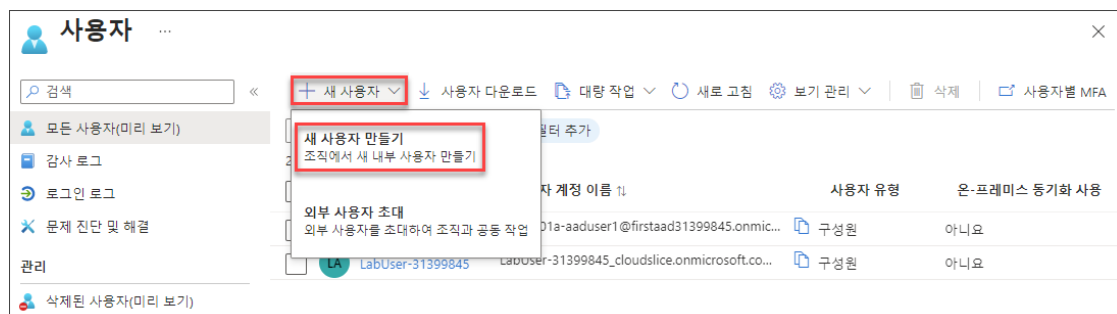 사용자 ...
검색
새 사용자 사용자 다운로드 대량 작업 새로 고침 보기 관리 삭제 사용자별 MFA
모든 사용자(미리 보기)
감사 로그
로그인 로그
문제 진단 및 해결
관리
삭제된 사용자(미리 보기)
새 사용자 만들기
조직에서 새 내부 사용자 만들기
외부 사용자 초대
외부 사용자를 초대하여 조직과 공동 작업
추가
계정 이름 사용자 유형 온-프레미스 동기화 사용
01a-aaduser1@firstaad31399845.onmic... 구성원 아니요
LA LabUser-31399845 LabUser-31399845_cloudslice.onmicrosoft.co... 구성원 아니요